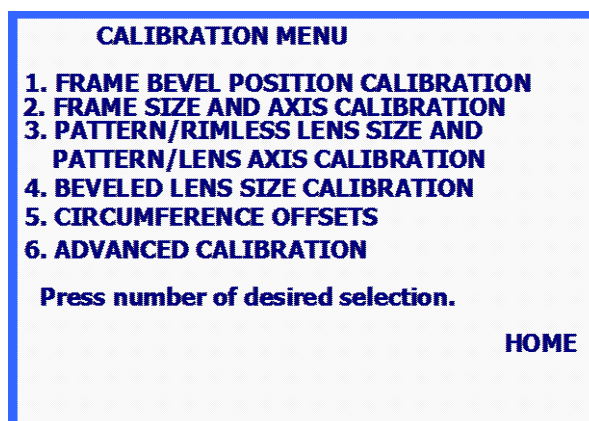 CALIBRATION MENU
1. FRAME BEVEL POSITION CALIBRATION
2. FRAME SIZE AND AXIS CALIBRATION
3. PATTERN/RIMLESS LENS SIZE AND
PATTERN/LENS AXIS CALIBRATION
4. BEVELED LENS SIZE CALIBRATION
5. CIRCUMFERENCE OFFSETS
6. ADVANCED CALIBRATION
Press number of desired selection.
HOME